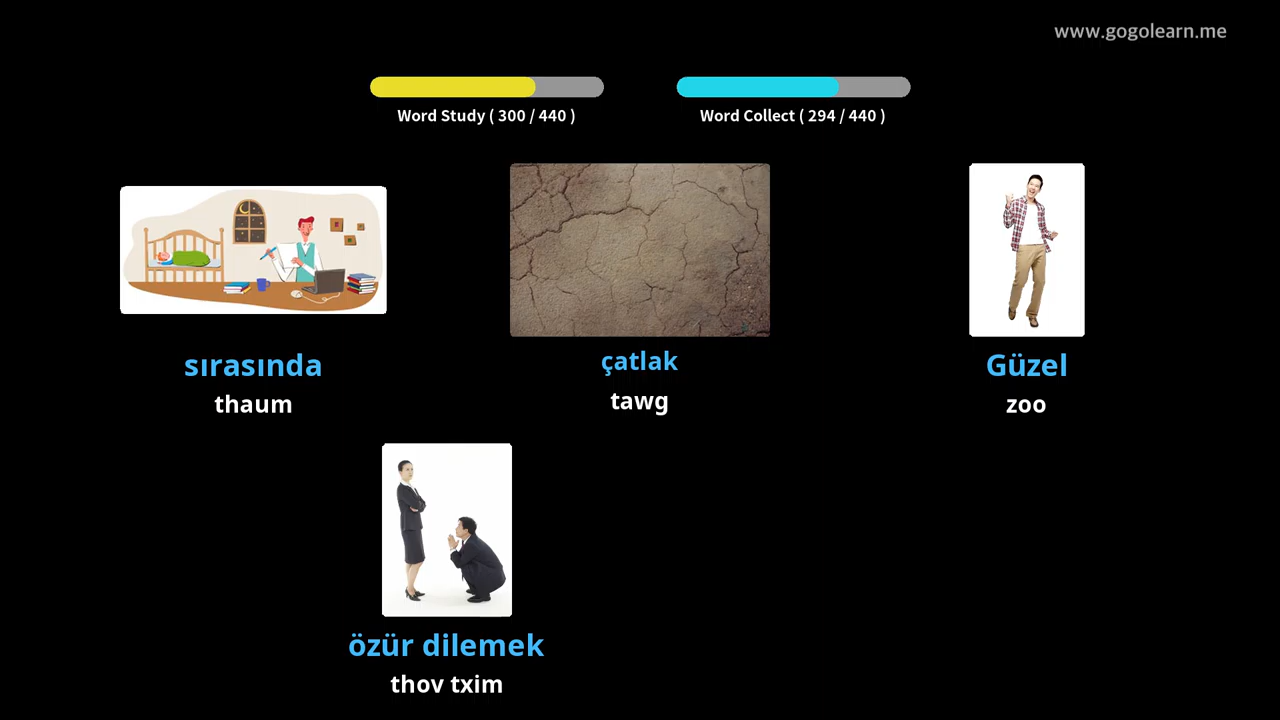 www.gogolearn.me
Word Study ( 300 / 440 )
Word Collect ( 294 / 440 )
sırasında
thaum
çatlak
tawg
Güzel
zoo
özür dilemek
thov txim